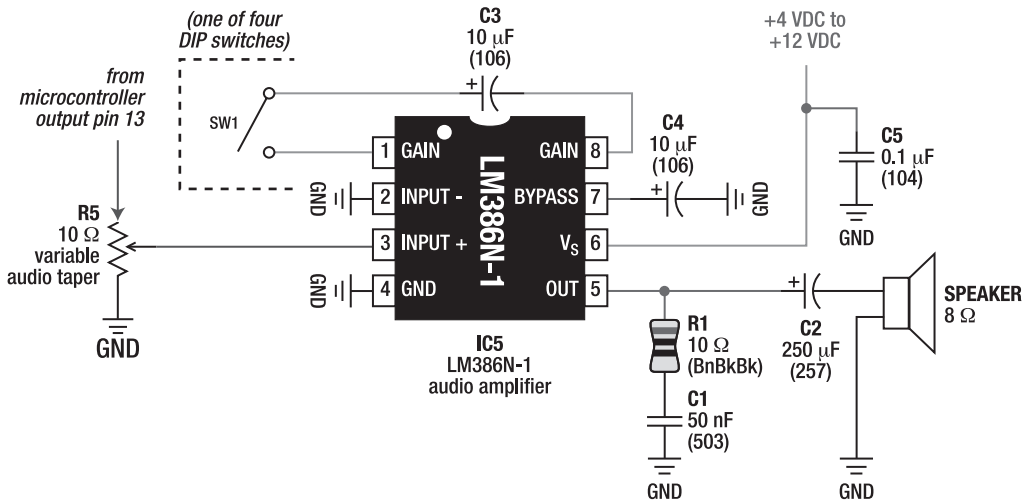 (one of four
DIP switches)
from
microcontroller
output pin 13
SW1
C3
10 µF
(106)
+
+4 VDC to
+12 VDC
C5
0.1 µF
(104)
GND
C4
10 µF
(106)
+
GND
R5
10 Ω
variable
audio taper
GND
GND
GND
1 GAIN
2 INPUT -
3 INPUT +
4 GND
LM386N-1
GAIN 8
BYPASS 7
VS 6
OUT 5
IC5
LM386N-1
audio amplifier
R1
10 Ω
(BnBkBk)
C1
50 nF
(503)
GND
+
C2
250 µF
(257)
SPEAKER
8 Ω
GND